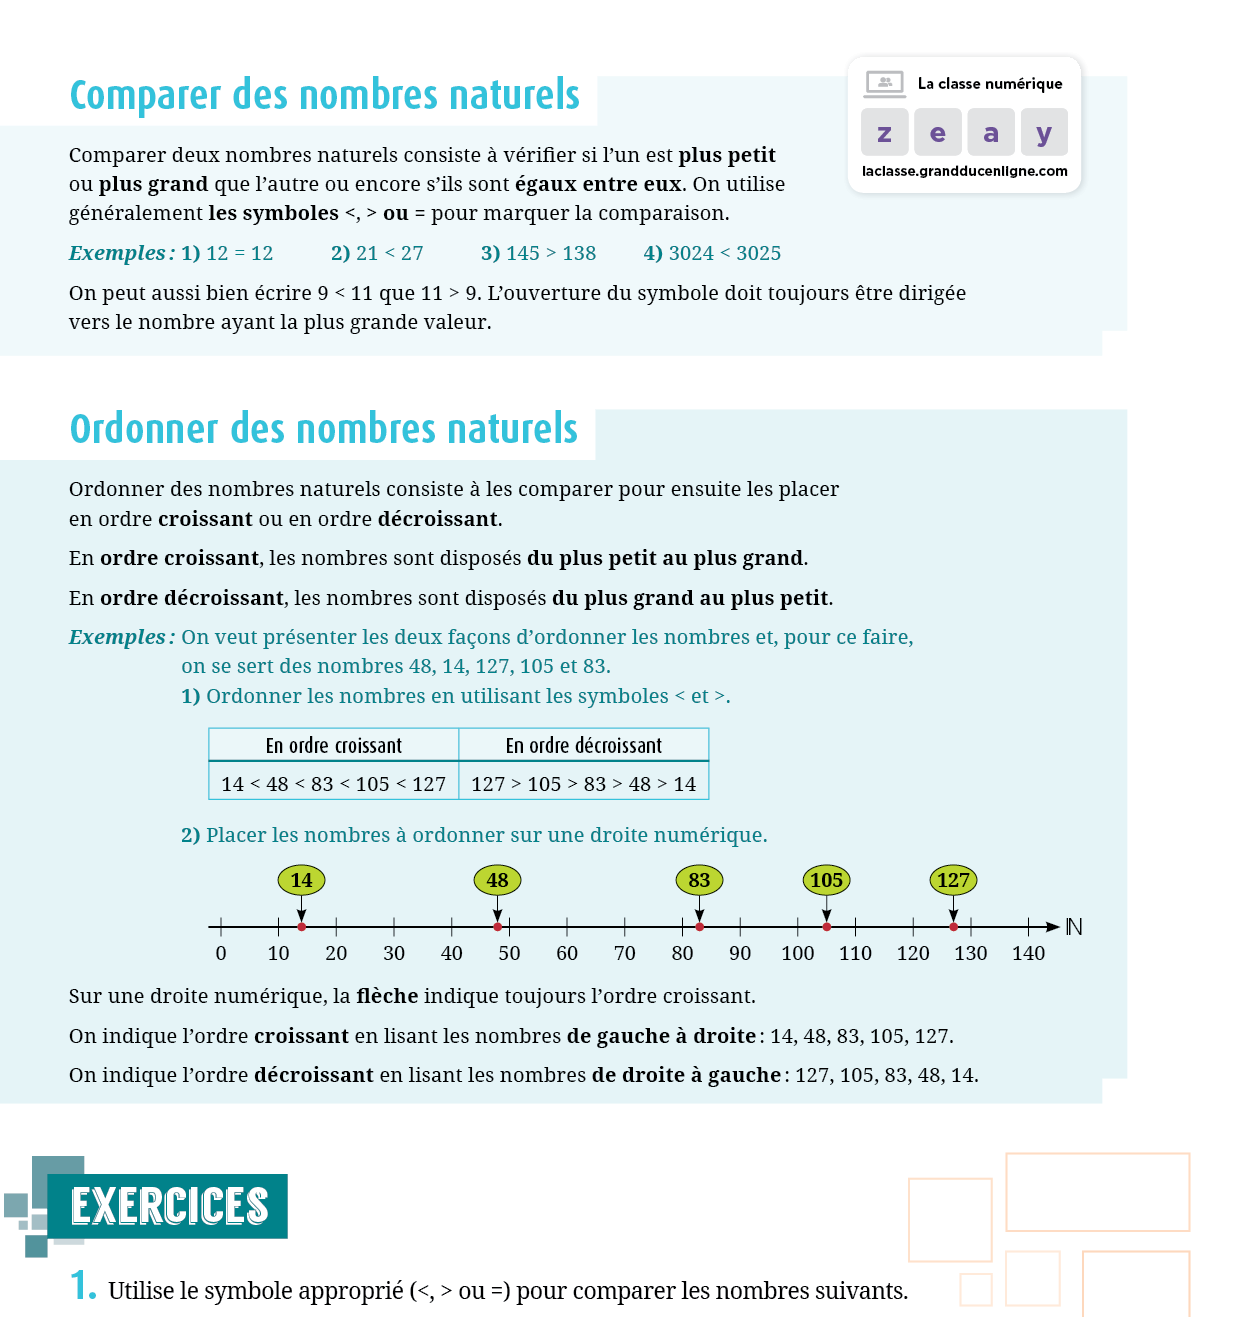 La classe numérique
z e a y
laclasse.grandducenligne.com
Comparer des nombres naturels
Comparer deux nombres naturels consiste à vérifier si l’un est plus petit
ou plus grand que l’autre ou encore s’ils sont égaux entre eux. On utilise
généralement les symboles <, > ou = pour marquer la comparaison.
Exemples : 1) 12 = 12 2) 21 < 27 3) 145 > 138 4) 3024 < 3025
On peut aussi bien écrire 9 < 11 que 11 > 9. L’ouverture du symbole doit toujours être dirigée
vers le nombre ayant la plus grande valeur.
Ordonner des nombres naturels
Ordonner des nombres naturels consiste à les comparer pour ensuite les placer
en ordre croissant ou en ordre décroissant.
En ordre croissant, les nombres sont disposés du plus petit au plus grand.
En ordre décroissant, les nombres sont disposés du plus grand au plus petit.
Exemples : On veut présenter les deux façons d’ordonner les nombres et, pour ce faire,
on se sert des nombres 48, 14, 127, 105 et 83.
1) Ordonner les nombres en utilisant les symboles < et >.
En ordre croissant En ordre décroissant
14 < 48 < 83 < 105 < 127 127 > 105 > 83 > 48 > 14
2) Placer les nombres à ordonner sur une droite numérique.
14 48 83 105 127
ℕ
0 10 20 30 40 50 60 70 80 90 100 110 120 130 140
Sur une droite numérique, la flèche indique toujours l’ordre croissant.
On indique l’ordre croissant en lisant les nombres de gauche à droite : 14, 48, 83, 105, 127.
On indique l’ordre décroissant en lisant les nombres de droite à gauche : 127, 105, 83, 48, 14.
EXERCICES
1. Utilise le symbole approprié (<, > ou =) pour comparer les nombres suivants.